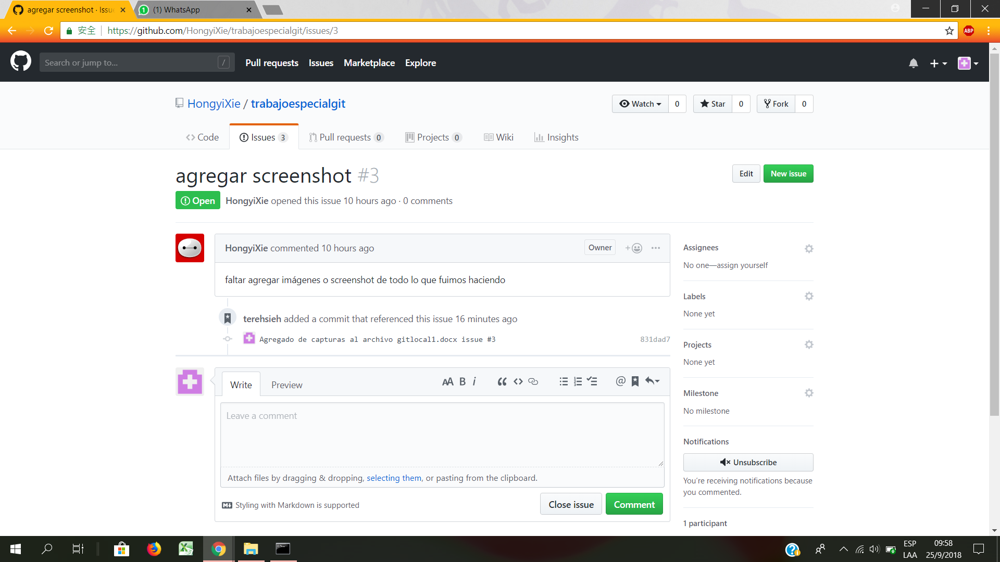 agregar screenshot · Issue
(1) WhatsApp
安全
https://github.com/HongyiXie/trabajoespecialgit/issues/3
ABP
Search or jump to...
/
Pull requests
Issues
Marketplace
Explore
HongyiXie / trabajoespecialgit
Watch 0
Star 0
Fork 0
Code
Issues 3
Pull requests 0
Projects 0
Wiki
Insights
agregar screenshot #3
Edit
New issue
Open
HongyiXie opened this issue 10 hours ago · 0 comments
HongyiXie commented 10 hours ago
Owner
faltar agregar imágenes o screenshot de todo lo que fuimos haciendo
terehsieh added a commit that referenced this issue 16 minutes ago
Agregado de capturas al archivo gitlocal1.docx issue #3
831dad7
Write
Preview
Leave a comment
Attach files by dragging & dropping, selecting them, or pasting from the clipboard.
Styling with Markdown is supported
Close issue
Comment
Assignees
No one—assign yourself
Labels
None yet
Projects
None yet
Milestone
No milestone
Notifications
Unsubscribe
You’re receiving notifications because
you commented.
1 participant
ESP
LAA
09:58
25/9/2018